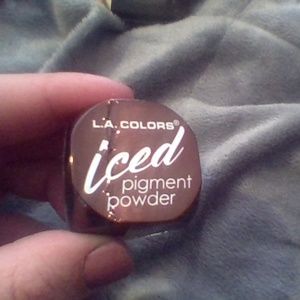 L.A. COLORS®
iced
pigment
powder